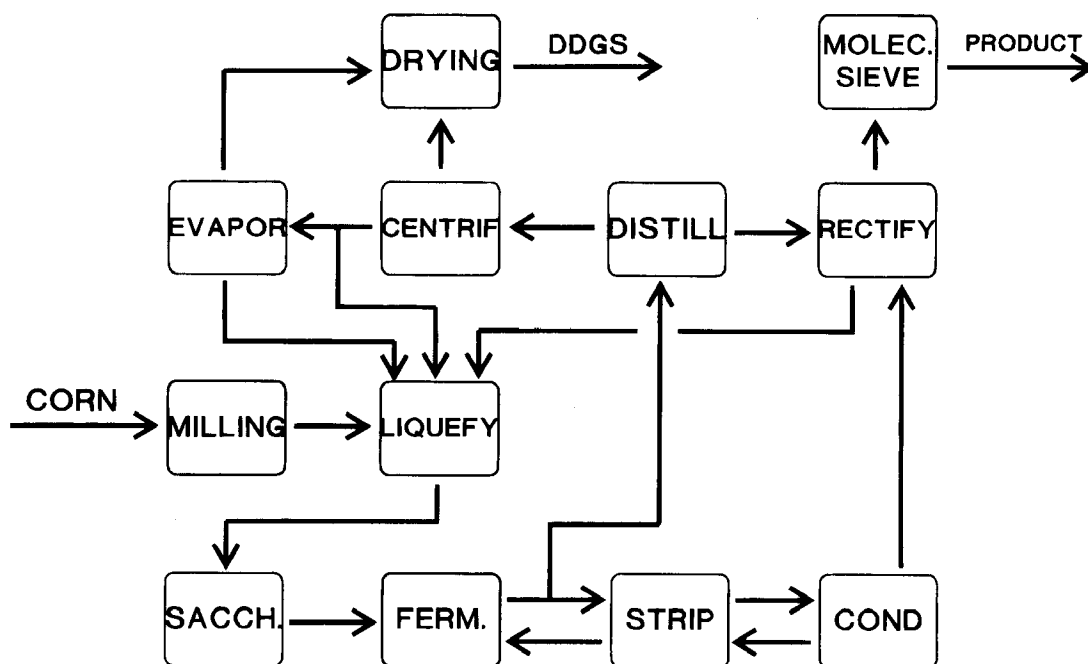 DRYING
DDGS
MOLEC.
SIEVE
PRODUCT
EVAPOR
CENTRIF
DISTILL
RECTIFY
CORN
MILLING
LIQUEFY
SACCH.
FERM.
STRIP
COND